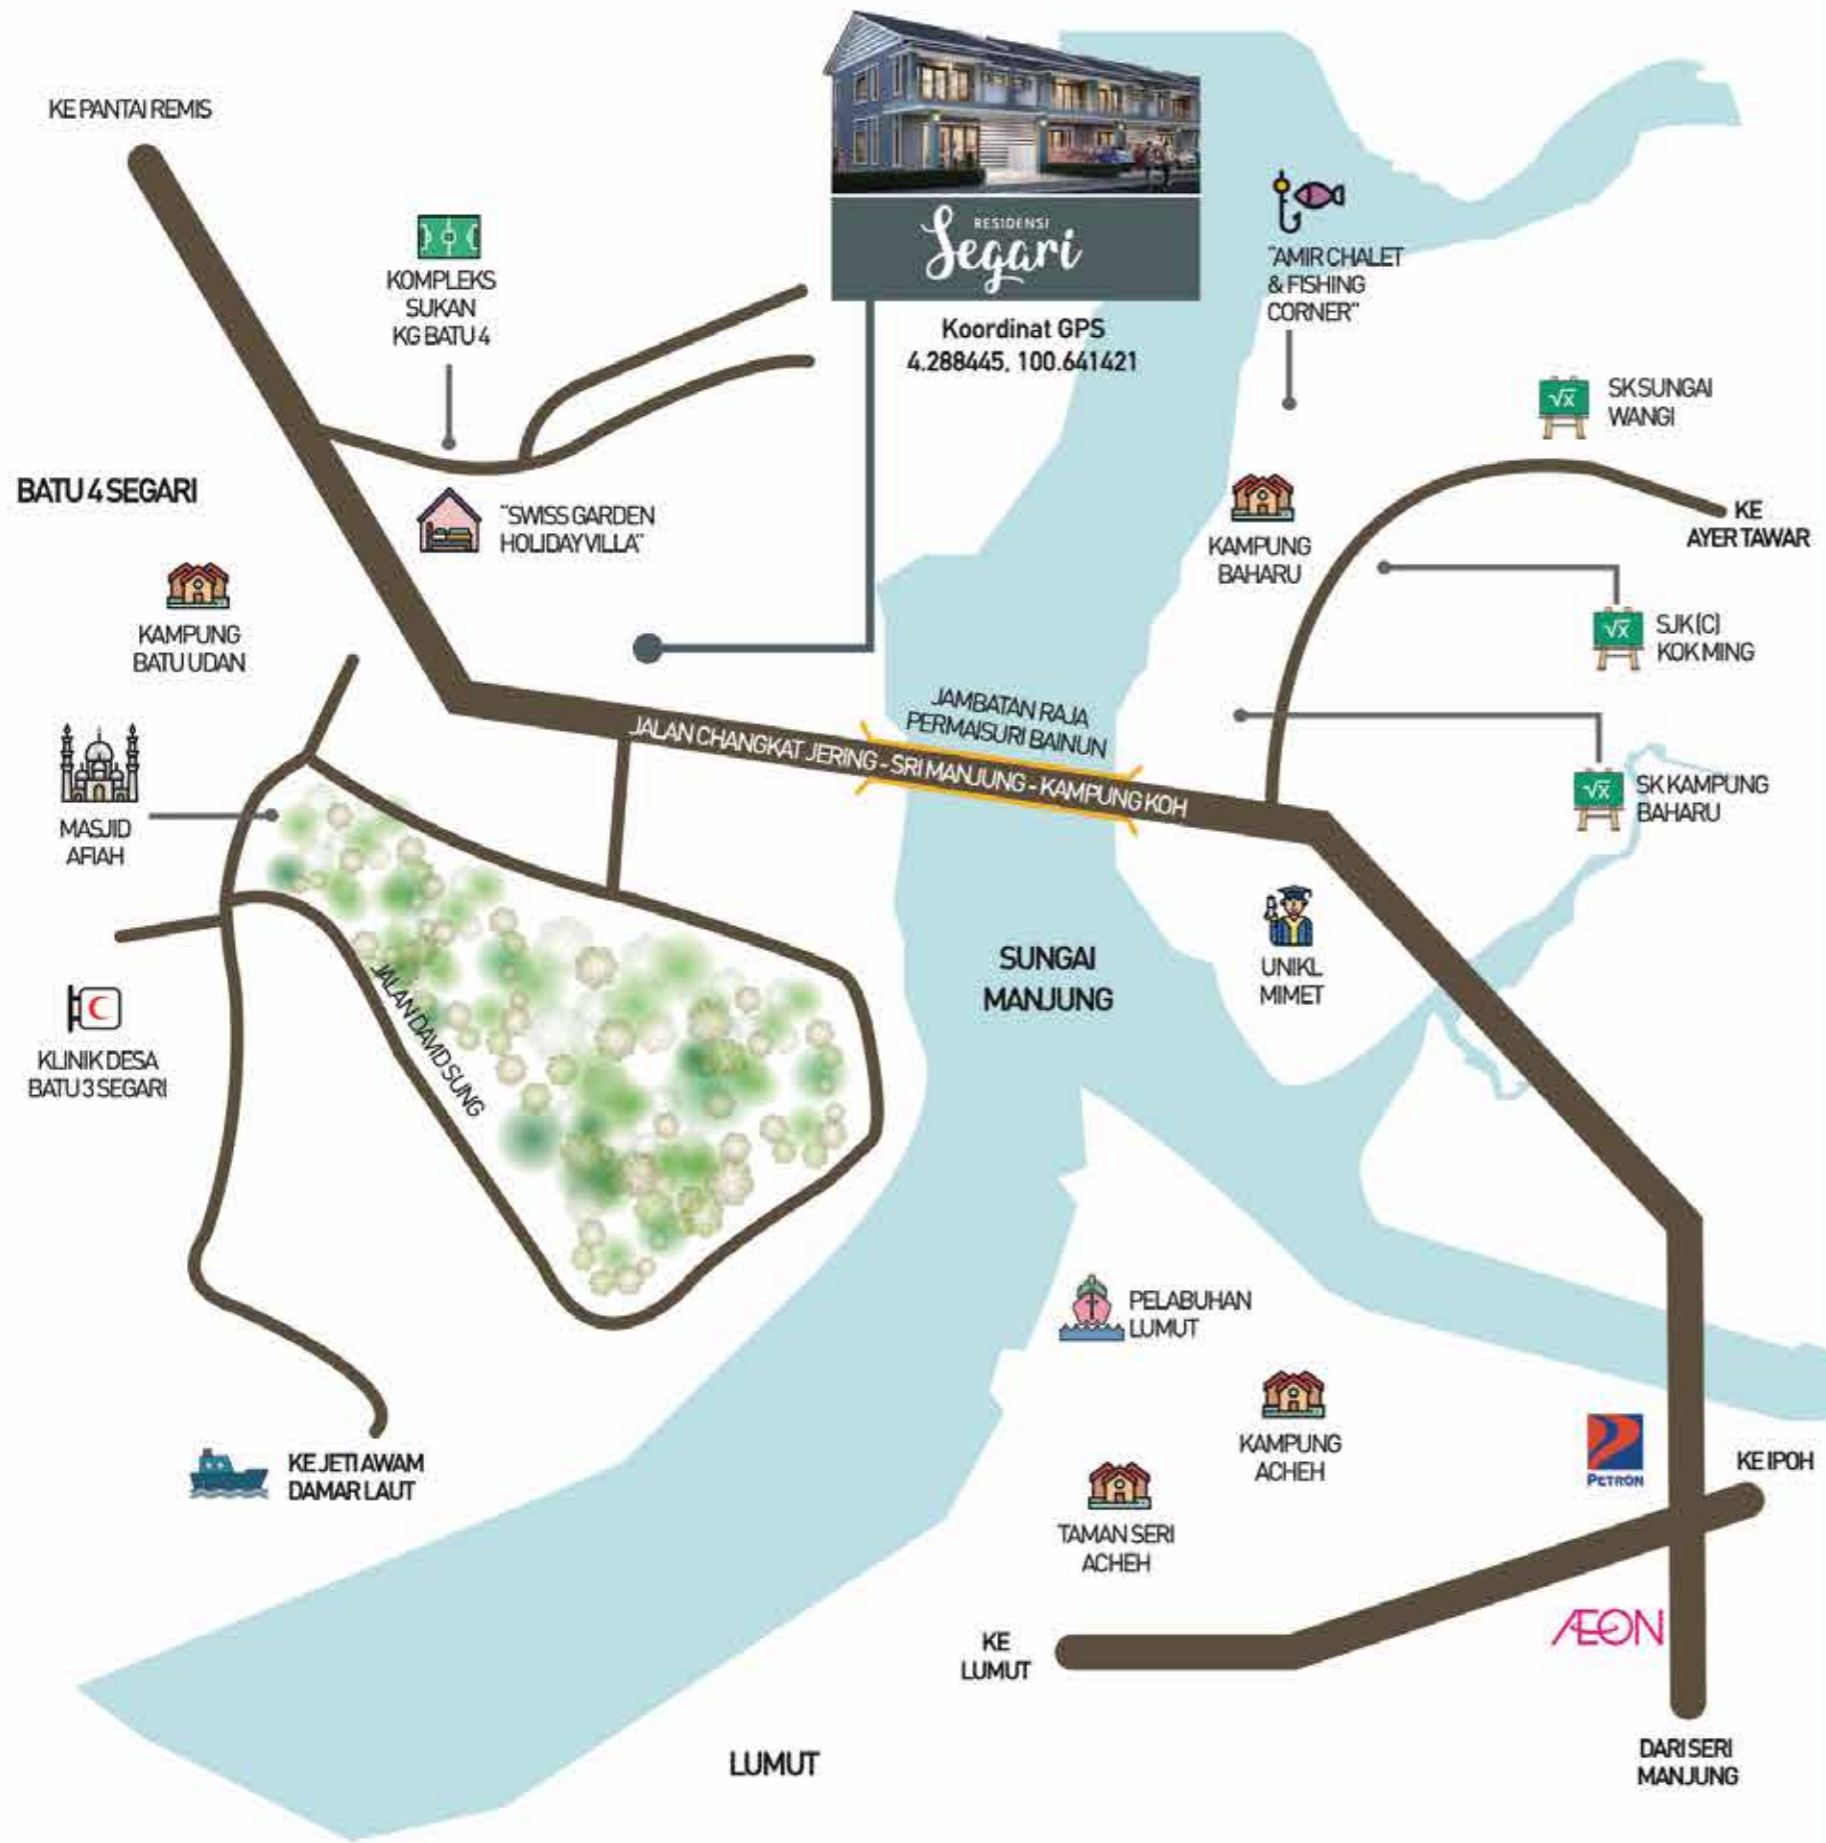 KE PANTAI REMIS
KOMPLEKS
SUKAN
KG BATU 4
RESIDENSI
Segari
Koordinat GPS
4.288445, 100.641421
"AMIR CHALET
& FISHING
CORNER"
√x
SK SUNGAI
WANGI
BATU 4 SEGARI
"SWISS GARDEN
HOLIDAY VILLA"
KAMPUNG
BAHARU
KE
AYER TAWAR
KAMPUNG
BATU UDAN
√x
SJK (C)
KOK MING
JAMBATAN RAJA
PERMAISURI BAINUN
JALAN CHANGKAT JERING - SRI MANJUNG - KAMPUNG KOH
√x
SK KAMPUNG
BAHARU
MASJID
AFIAH
SUNGAI
MANJUNG
UNIKL
MIMET
JALAN DAVID SUNG
KLINIK DESA
BATU 3 SEGARI
PELABUHAN
LUMUT
KAMPUNG
ACHEH
PETRON
KE IPOH
KE JETI AWAM
DAMAR LAUT
TAMAN SERI
ACHEH
AEON
KE
LUMUT
LUMUT
DARI SERI
MANJUNG